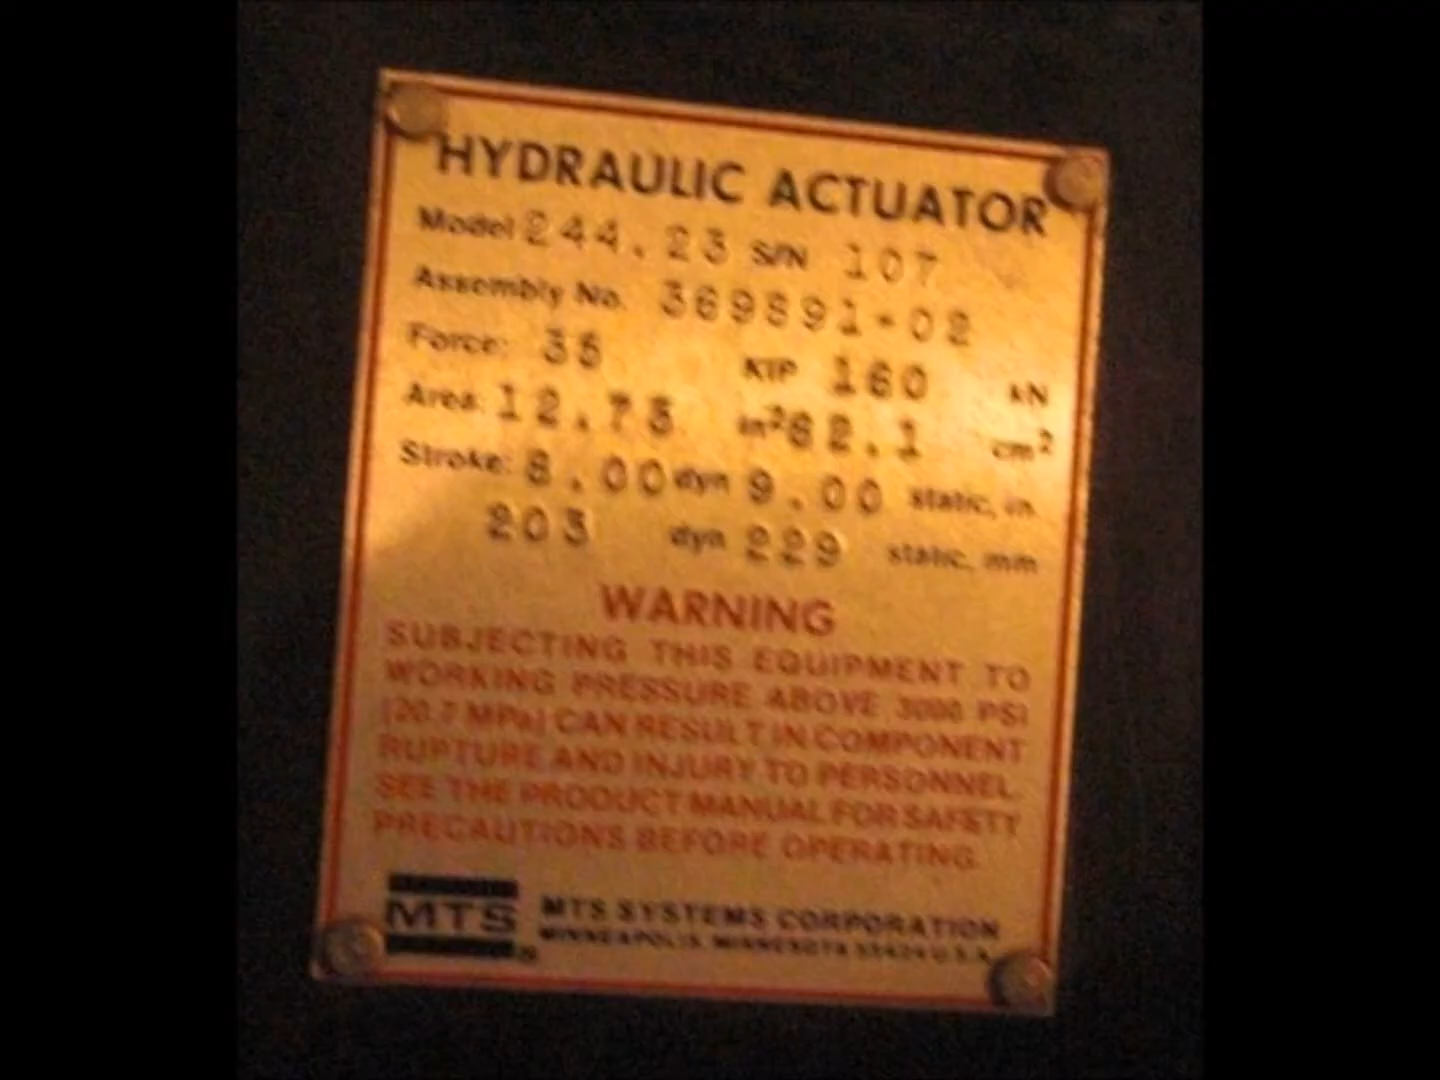 HYDRAULIC ACTUATOR
Model 244.23 S/N 107
Assembly No. 369891-02
Force: 35 KIP 160 kN
Area: 12.73 in² 82.1 cm²
Stroke: 8.00 dyn 9.00 static, in.
203 dyn 229 static, mm
WARNING
SUBJECTING THIS EQUIPMENT TO
WORKING PRESSURE ABOVE 3000 PSI
[20.7 MPa] CAN RESULT IN COMPONENT
RUPTURE AND INJURY TO PERSONNEL.
SEE THE PRODUCT MANUAL FOR SAFETY
PRECAUTIONS BEFORE OPERATING.
MTS
MTS SYSTEMS CORPORATION
MINNEAPOLIS, MINNESOTA 55424 U.S.A.